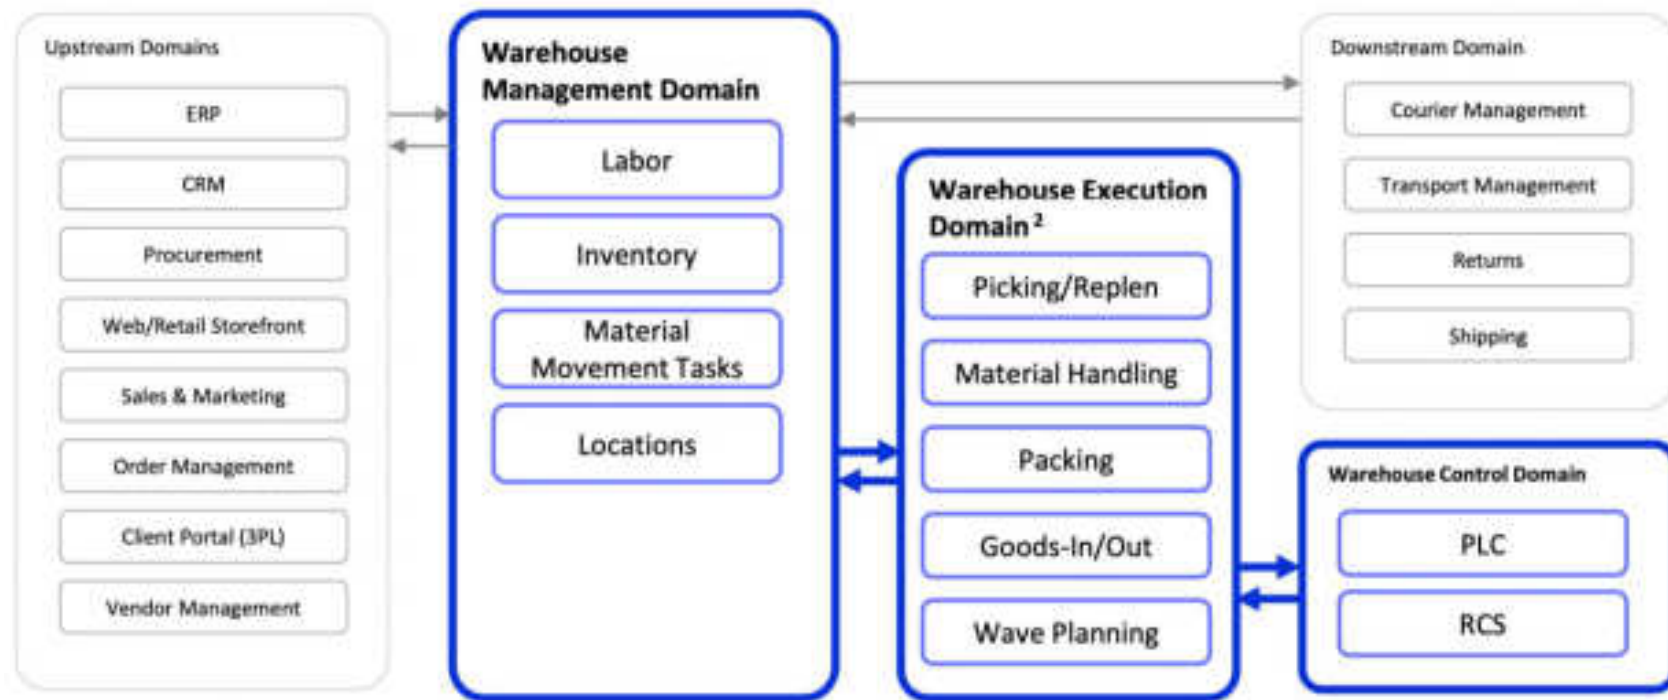 Upstream Domains
ERP
CRM
Procurement
Web/Retail Storefront
Sales & Marketing
Order Management
Client Portal (3PL)
Vendor Management
Warehouse
Management Domain
Labor
Inventory
Material
Movement Tasks
Locations
Warehouse Execution
Domain²
Picking/Replen
Material Handling
Packing
Goods-In/Out
Wave Planning
Downstream Domain
Courier Management
Transport Management
Returns
Shipping
Warehouse Control Domain
PLC
RCS